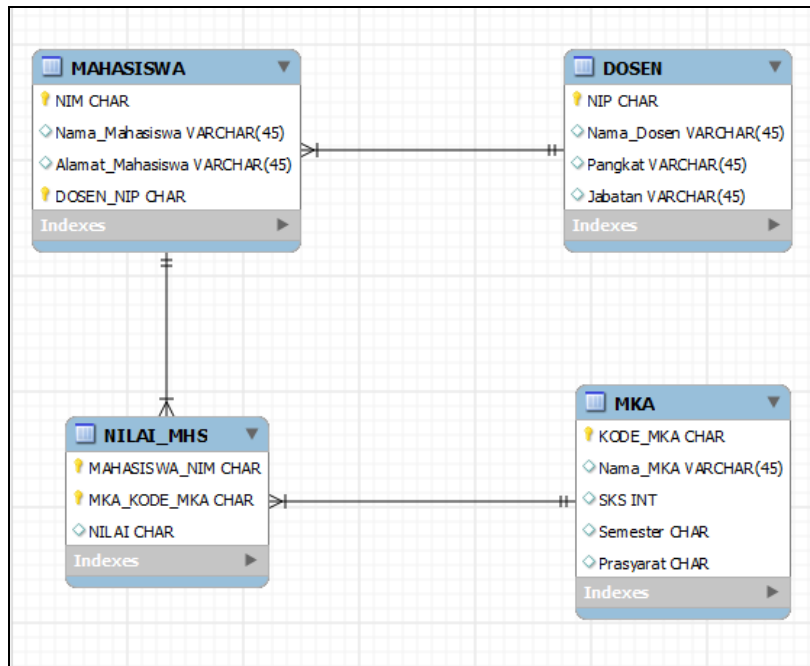 MAHASISWA
NIM CHAR
Nama_Mahasiswa VARCHAR(45)
Alamat_Mahasiswa VARCHAR(45)
DOSEN_NIP CHAR
Indexes
DOSEN
NIP CHAR
Nama_Dosen VARCHAR(45)
Pangkat VARCHAR(45)
Jabatan VARCHAR(45)
Indexes
NILAI_MHS
MAHASISWA_NIM CHAR
MKA_KODE_MKA CHAR
NILAI CHAR
Indexes
MKA
KODE_MKA CHAR
Nama_MKA VARCHAR(45)
SKS INT
Semester CHAR
Prasyarat CHAR
Indexes